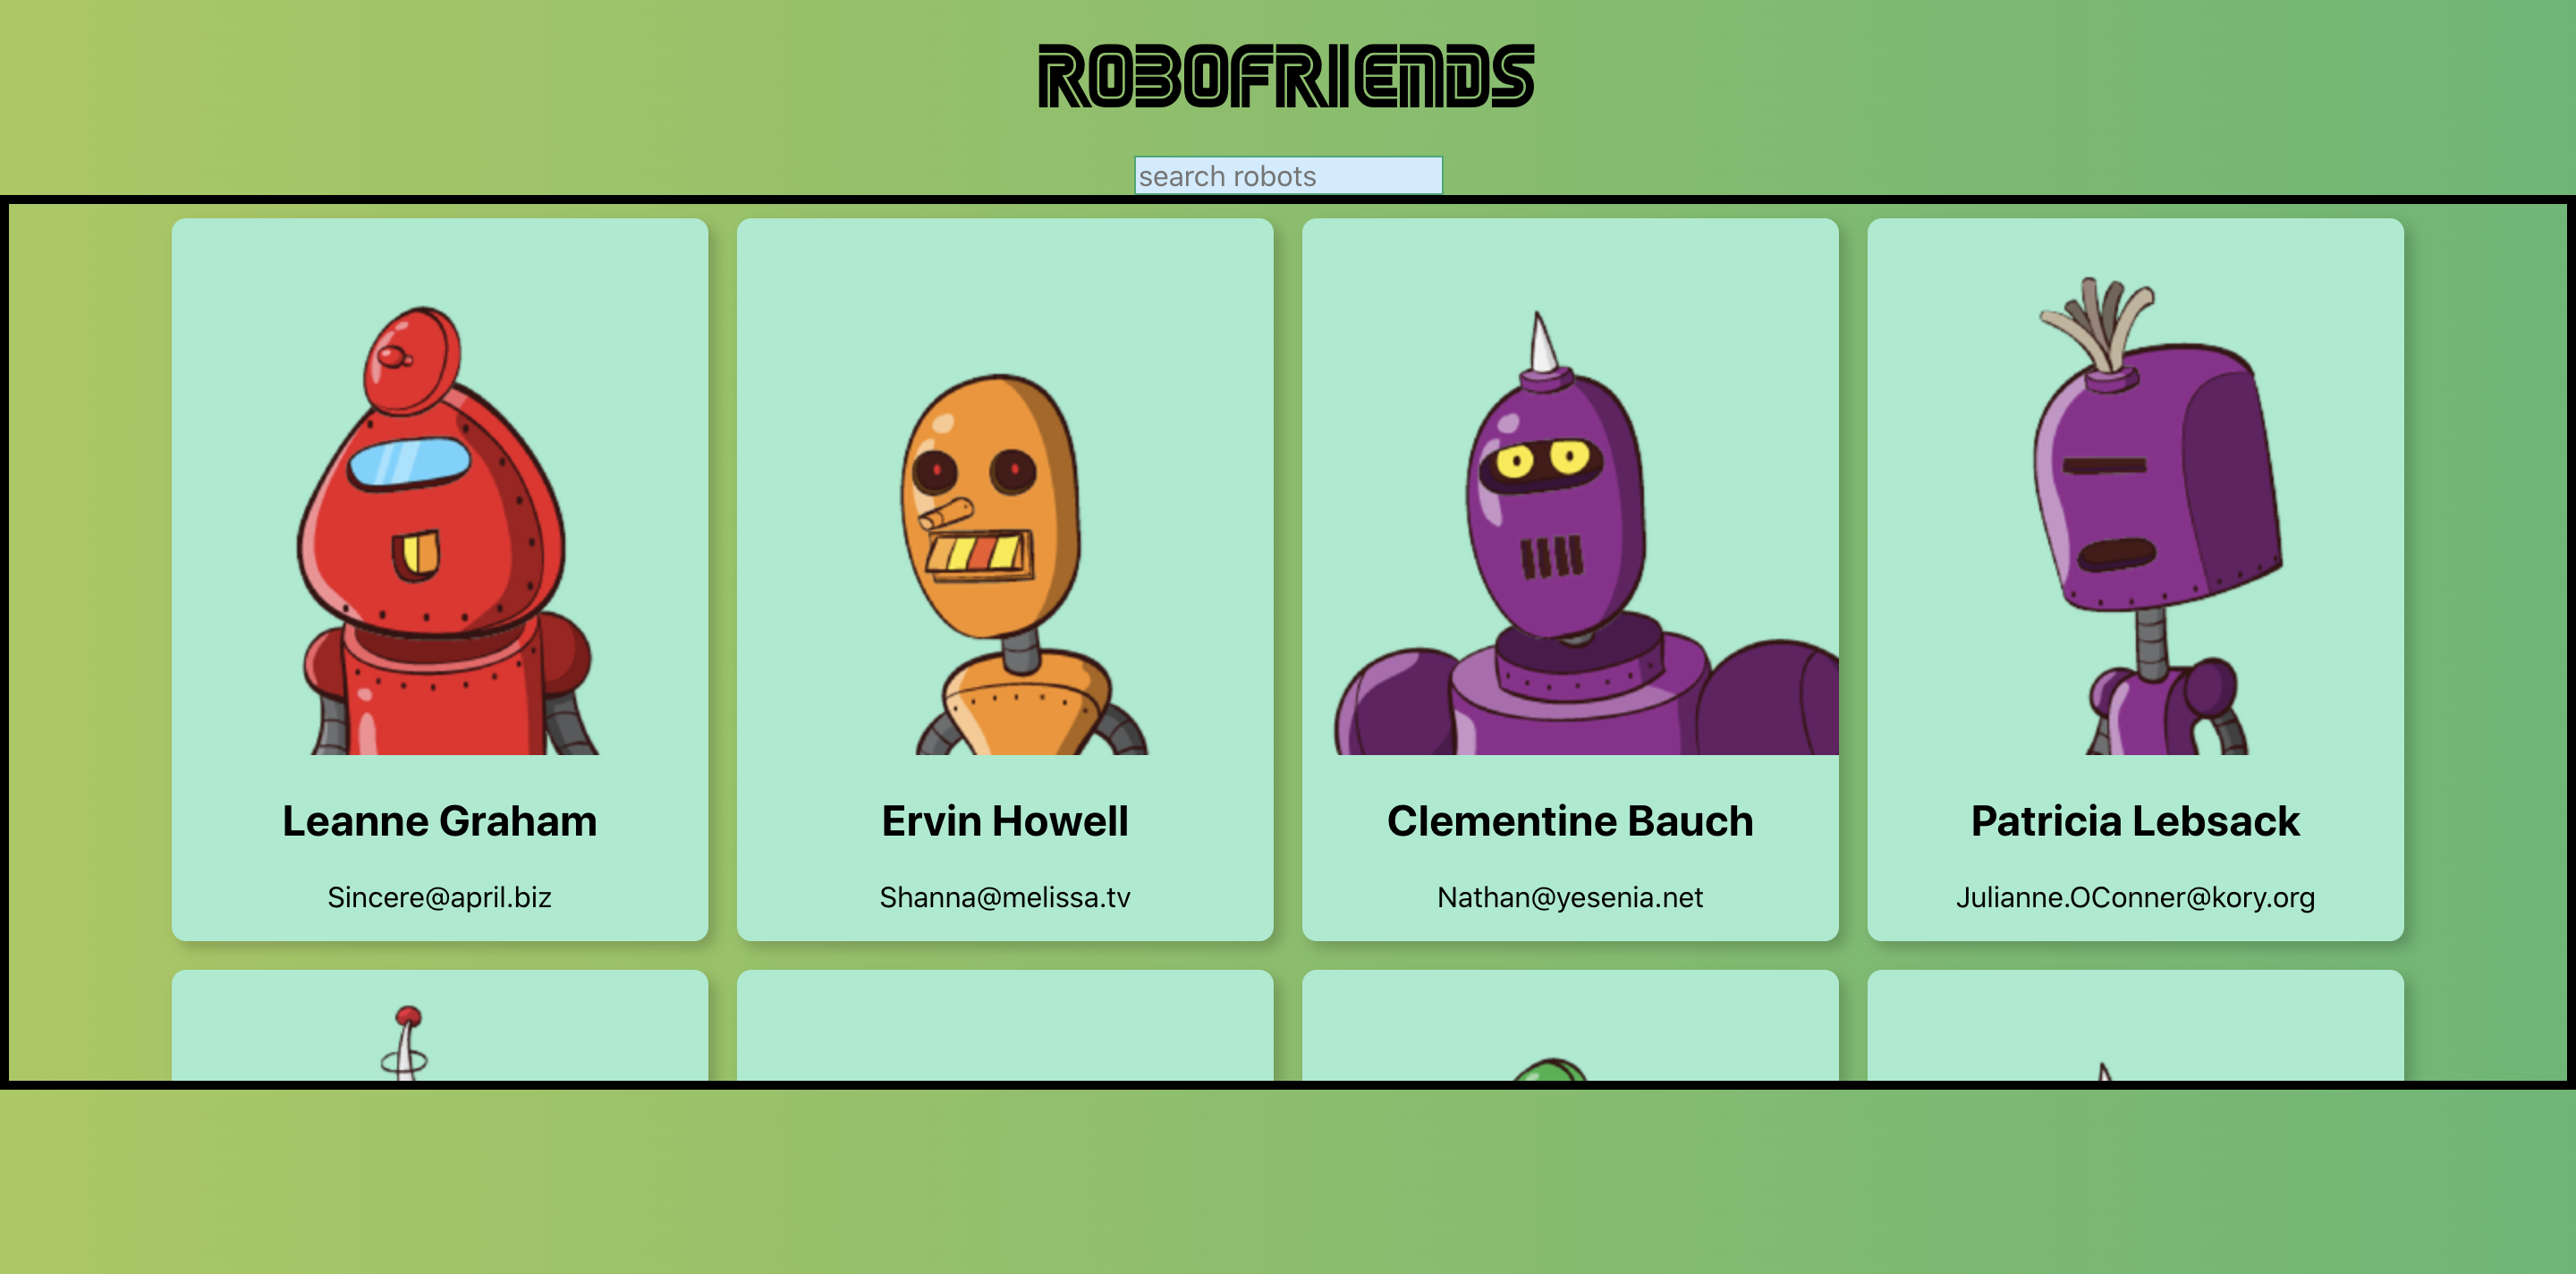 ROBOFRIENDS
search robots
Leanne Graham
Ervin Howell
Clementine Bauch
Patricia Lebsack
Sincere@april.biz
Shanna@melissa.tv
Nathan@yesenia.net
Julianne.OConner@kory.org